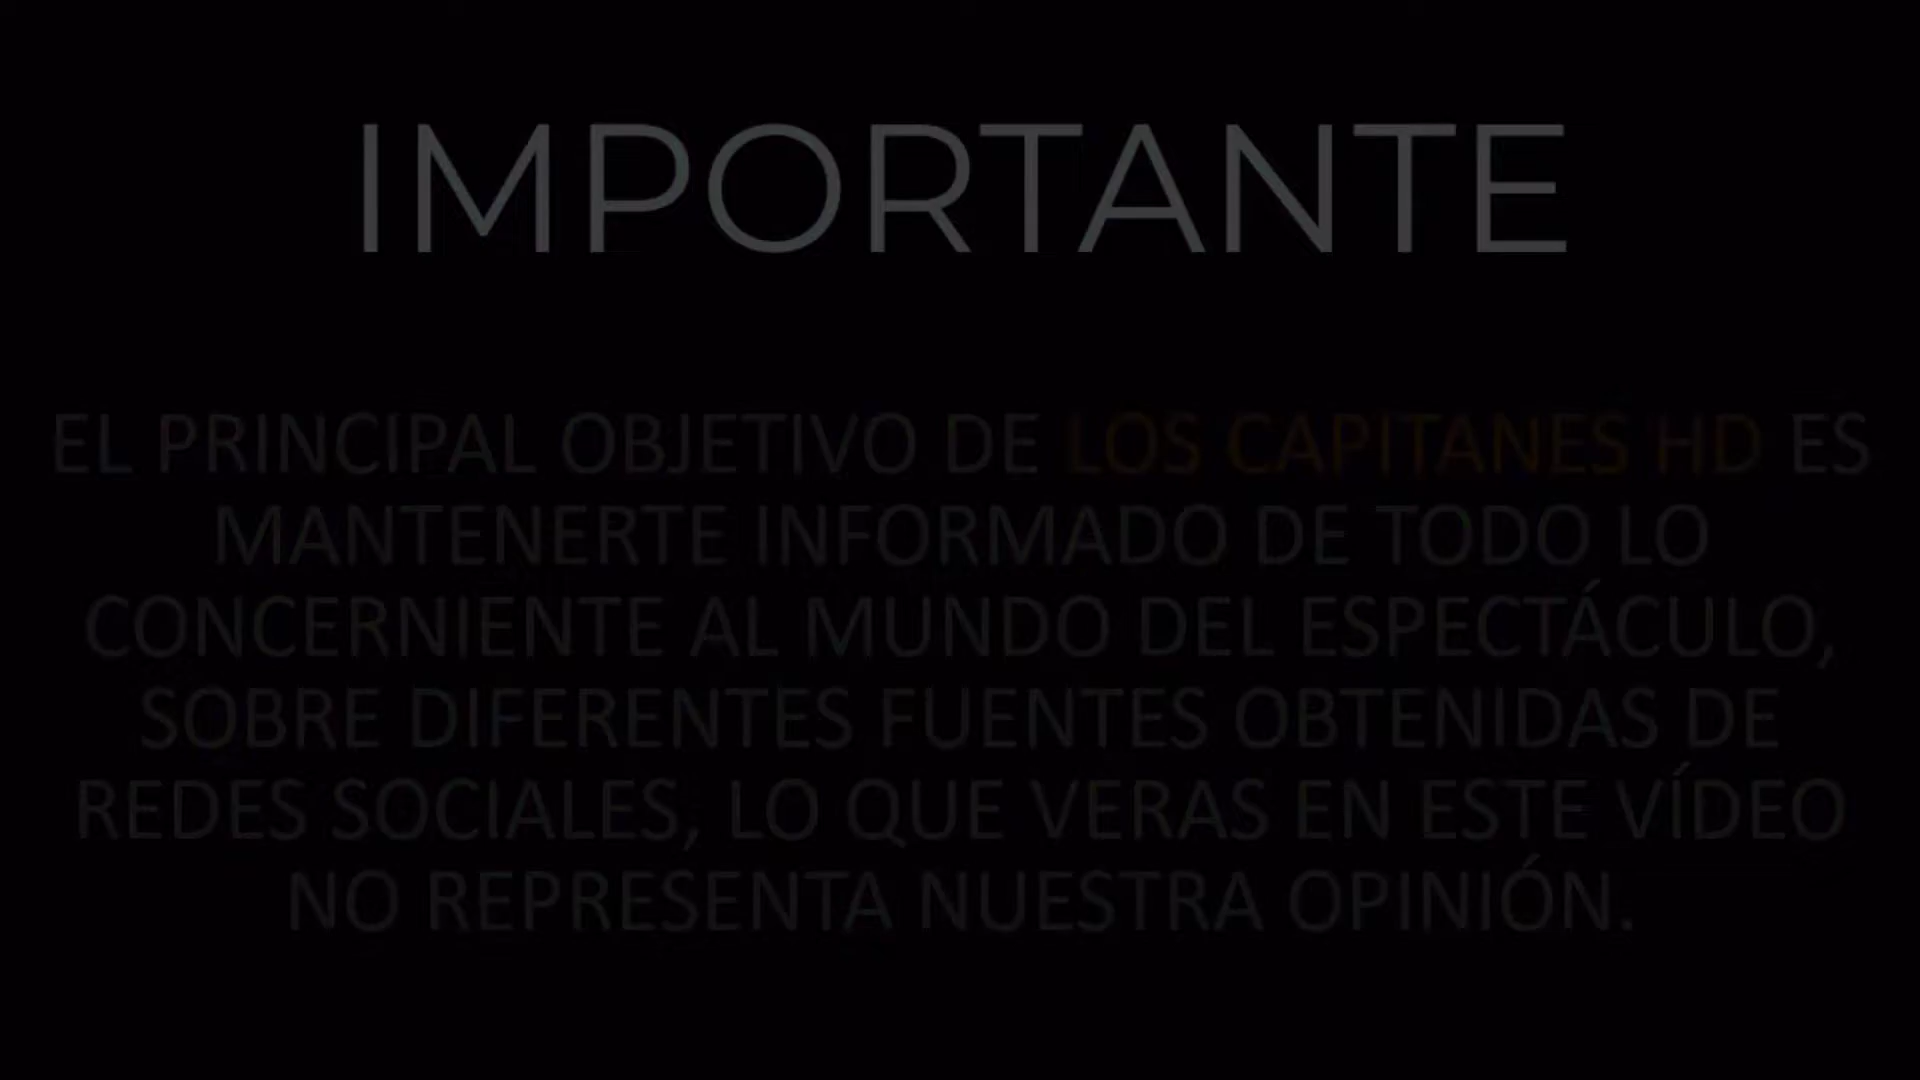 IMPORTANTE
EL PRINCIPAL OBJETIVO DE LOS CAPITANES HD ES
MANTENERTE INFORMADO DE TODO LO
CONCERNIENTE AL MUNDO DEL ESPECTÁCULO,
SOBRE DIFERENTES FUENTES OBTENIDAS DE
REDES SOCIALES, LO QUE VERAS EN ESTE VÍDEO
NO REPRESENTA NUESTRA OPINIÓN.